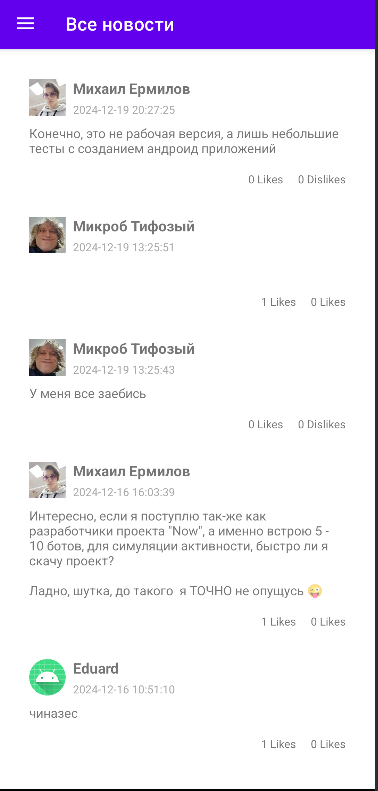 Все новости
Михаил Ермилов
2024-12-19 20:27:25
Конечно, это не рабочая версия, а лишь небольшие
тесты с созданием андроид приложений
0 Likes 0 Dislikes
Микроб Тифозый
2024-12-19 13:25:51
1 Likes 0 Likes
Микроб Тифозый
2024-12-19 13:25:43
У меня все заебись
0 Likes 0 Dislikes
Михаил Ермилов
2024-12-16 16:03:39
Интересно, если я поступлю так-же как
разработчики проекта "Now", а именно встрою 5 -
10 ботов, для симуляции активности, быстро ли я
скачу проект?
Ладно, шутка, до такого я ТОЧНО не опущусь 😜
1 Likes 0 Likes
Eduard
2024-12-16 10:51:10
чиназес
1 Likes 0 Likes